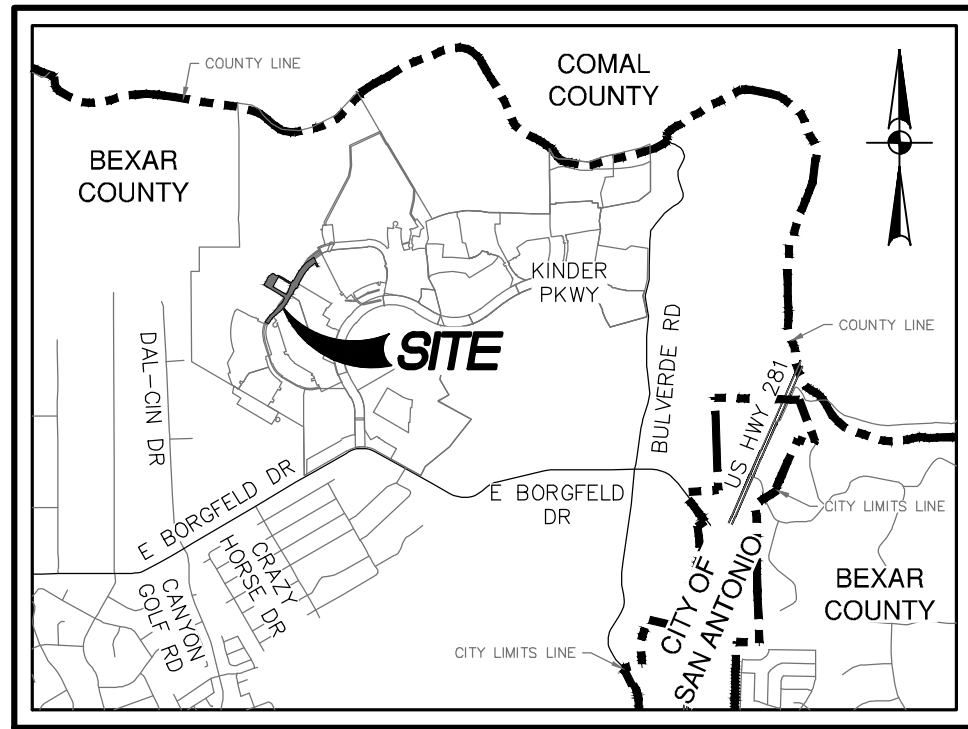 COUNTY LINE
COMAL
COUNTY
BEXAR
COUNTY
KINDER
PKWY
SITE
DAL-CIN DR
BULVERDE RD
COUNTY LINE
US HWY 281
E BORGFELD DR
E BORGFELD
DR
CITY LIMITS LINE
CRAZY
HORSE DR
CANYON
GOLF RD
CITY OF
SAN ANTONIO
BEXAR
COUNTY
CITY LIMITS LINE